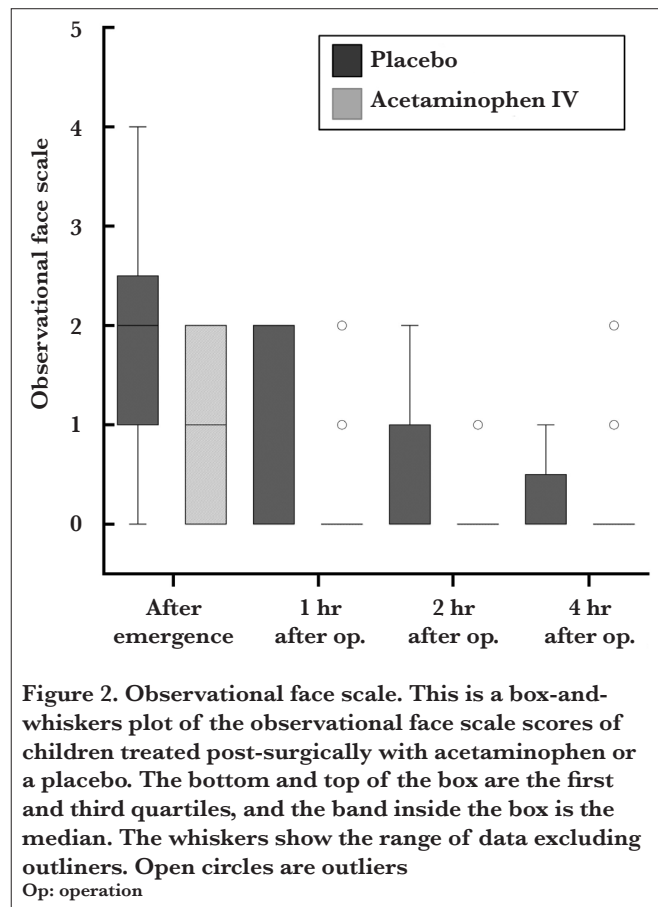 5
4
3
2
1
0
Observational face scale
Placebo
Acetaminophen IV
After
emergence
1 hr
after op.
2 hr
after op.
4 hr
after op.
Figure 2. Observational face scale. This is a box-and-
whiskers plot of the observational face scale scores of
children treated post-surgically with acetaminophen or
a placebo. The bottom and top of the box are the first
and third quartiles, and the band inside the box is the
median. The whiskers show the range of data excluding
outliners. Open circles are outliers
Op: operation